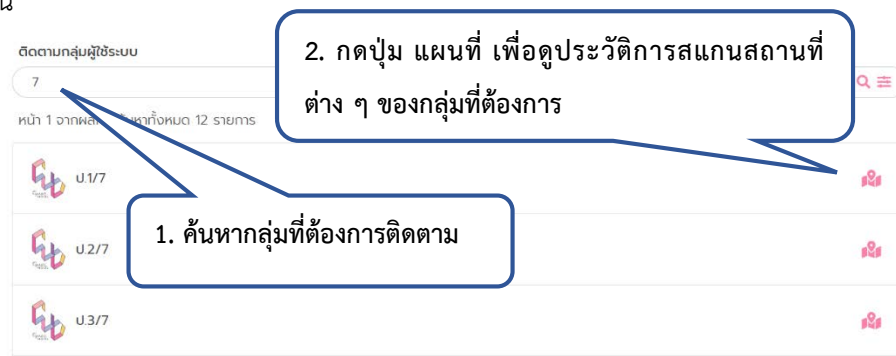 ติดตามกลุ่มผู้ใช้ระบบ
7
2. กดปุ่ม แผนที่ เพื่อดูประวัติการสแกนสถานที่
ต่าง ๆ ของกลุ่มที่ต้องการ
หน้า 1 จากผล ทั้งหมด 12 รายการ
ป.1/7
1. ค้นหากลุ่มที่ต้องการติดตาม
ป.2/7
ป.3/7